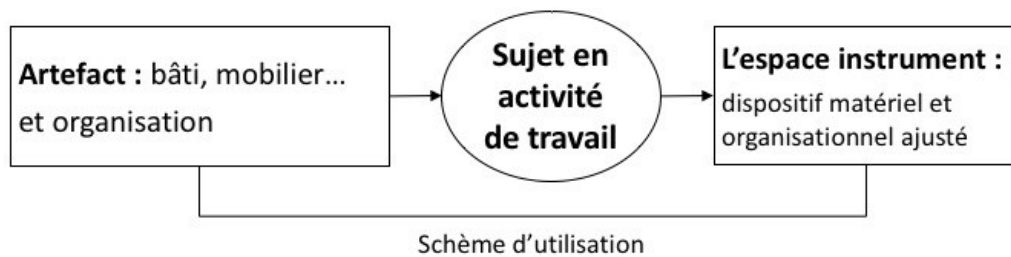 Artefact : bâti, mobilier…
et organisation
Sujet en
activité
de travail
L’espace instrument :
dispositif matériel et
organisationnel ajusté
Schème d’utilisation